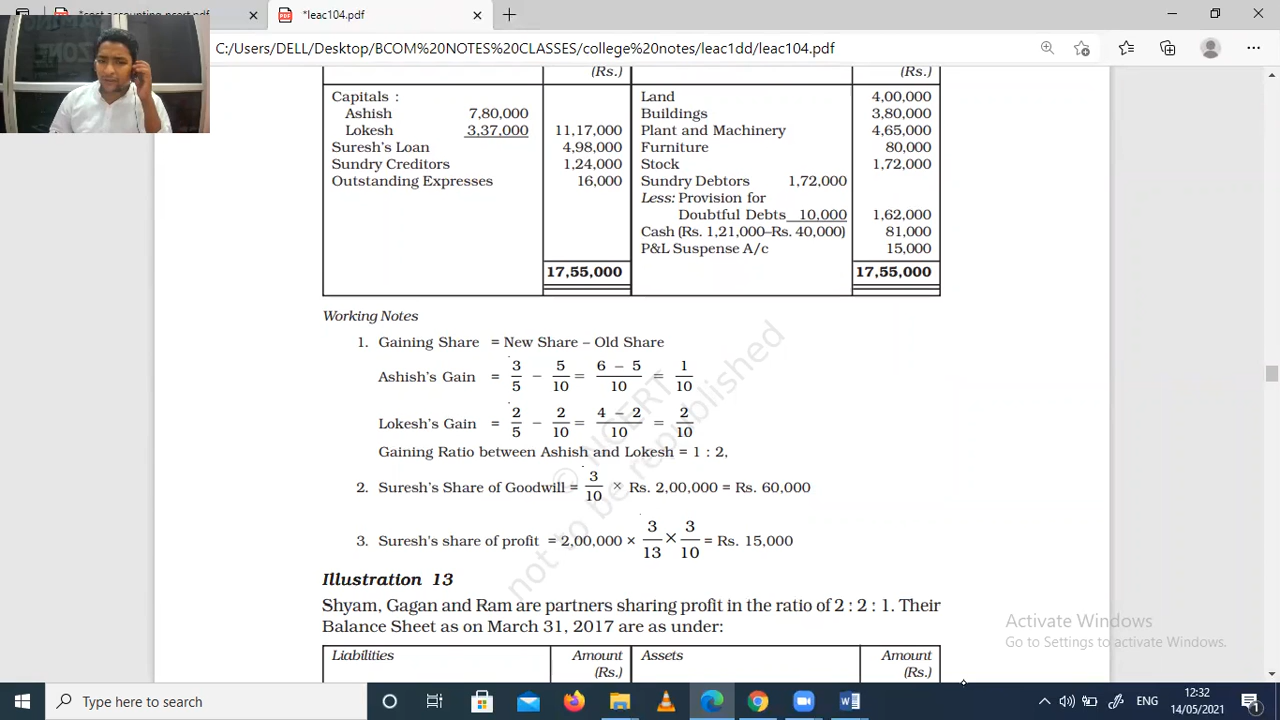 *leac104.pdf
C:/Users/DELL/Desktop/BCOM%20NOTES%20CLASSES/college%20notes/leac1dd/leac104.pdf
(Rs.) (Rs.)
Capitals : Land 4,00,000
Ashish 7,80,000 Buildings 3,80,000
Lokesh 3,37,000 11,17,000 Plant and Machinery 4,65,000
Suresh's Loan 4,98,000 Furniture 80,000
Sundry Creditors 1,24,000 Stock 1,72,000
Outstanding Expresses 16,000 Sundry Debtors 1,72,000
Less: Provision for
Doubtful Debts 10,000 1,62,000
Cash (Rs. 1,21,000–Rs. 40,000) 81,000
P&L Suspense A/c 15,000
17,55,000 17,55,000
Working Notes
1. Gaining Share = New Share – Old Share
Ashish's Gain = 3/5 – 5/10 = 6 – 5/10 = 1/10
Lokesh's Gain = 2/5 – 2/10 = 4 – 2/10 = 2/10
Gaining Ratio between Ashish and Lokesh = 1 : 2,
2. Suresh's Share of Goodwill = 3/10 × Rs. 2,00,000 = Rs. 60,000
3. Suresh's share of profit = 2,00,000 × 3/13 × 3/10 = Rs. 15,000
© NCERT
not to be republished
Illustration 13
Shyam, Gagan and Ram are partners sharing profit in the ratio of 2 : 2 : 1. Their
Balance Sheet as on March 31, 2017 are as under:
Liabilities Amount Assets Amount
(Rs.) (Rs.)
Activate Windows
Go to Settings to activate Windows.
Type here to search
ENG
12:32
14/05/2021
1